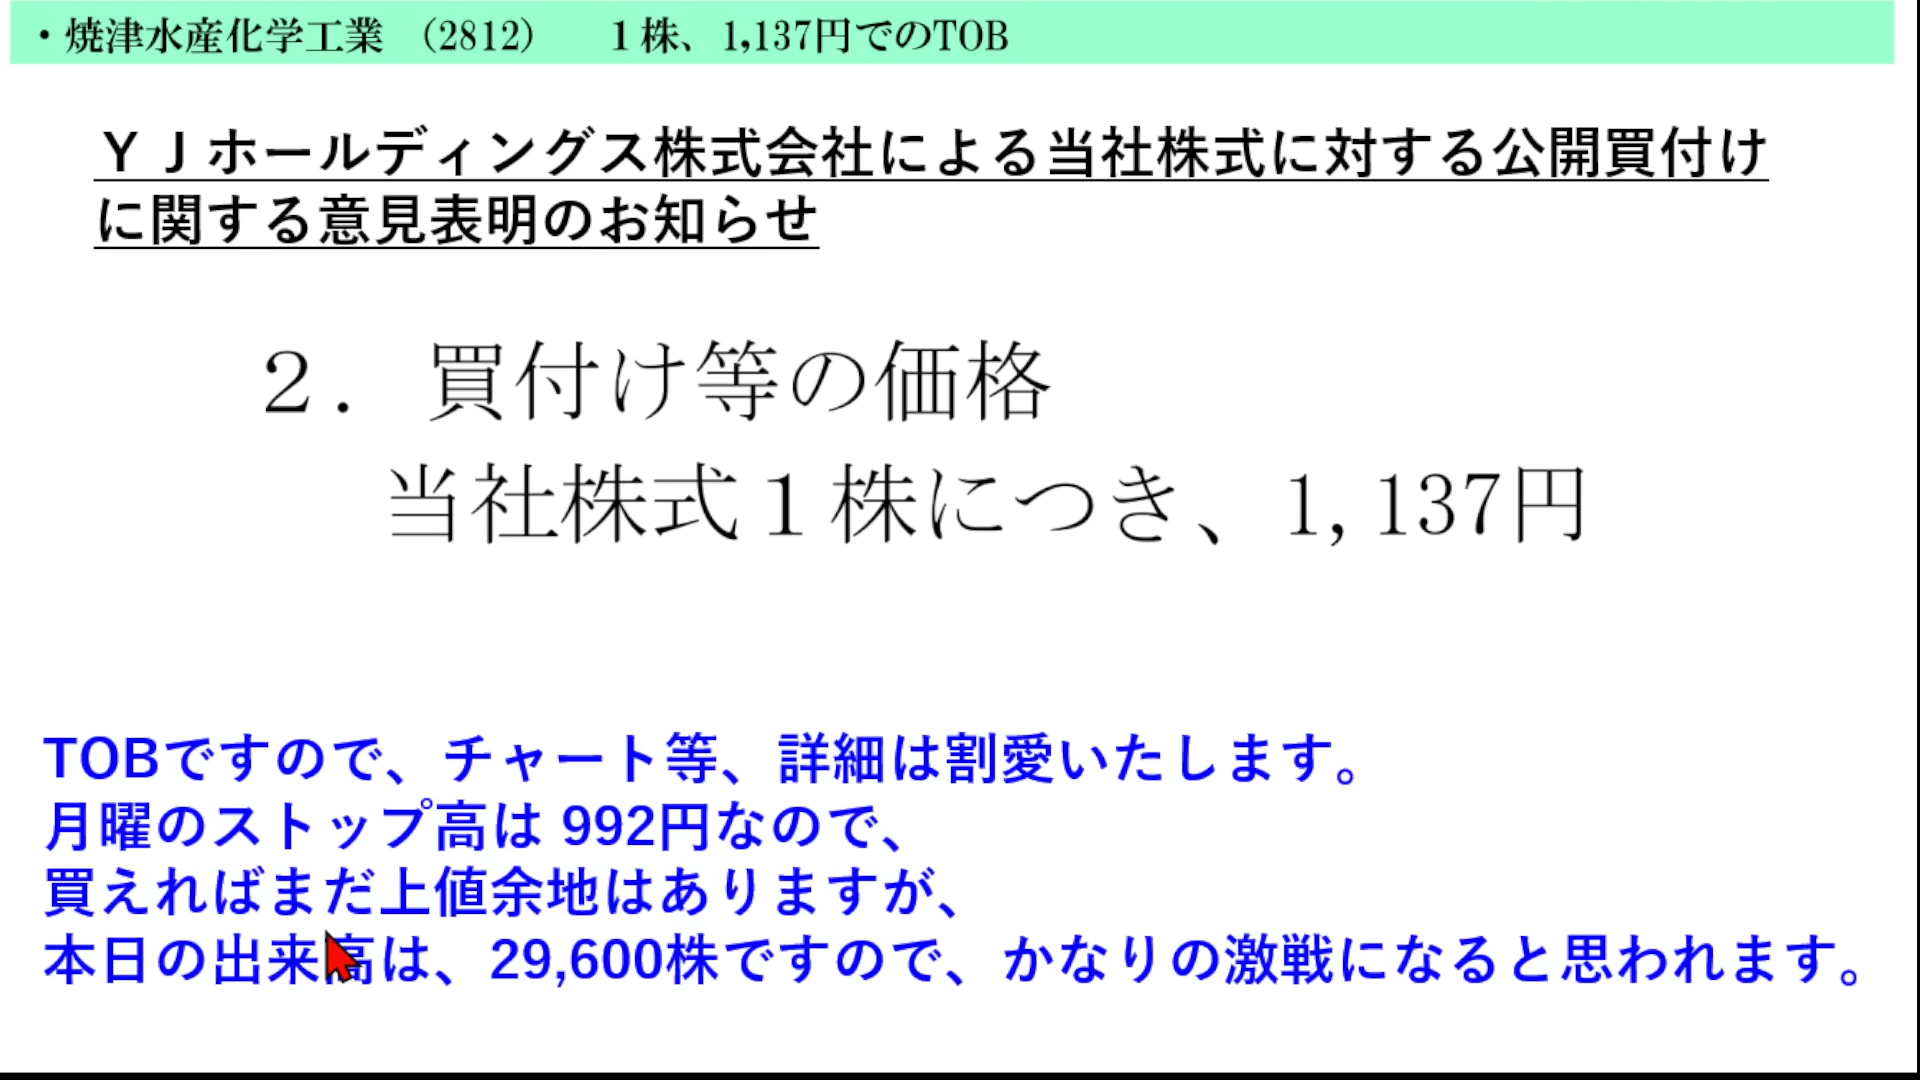 ・焼津水産化学工業　（2812）　　１株、1,137円でのTOB
ＹＪホールディングス株式会社による当社株式に対する公開買付け
に関する意見表明のお知らせ
２．買付け等の価格
当社株式１株につき、1,137円
TOBですので、チャート等、詳細は割愛いたします。
月曜のストップ高は 992円なので、
買えればまだ上値余地はありますが、
本日の出来高は、29,600株ですので、かなりの激戦になると思われます。